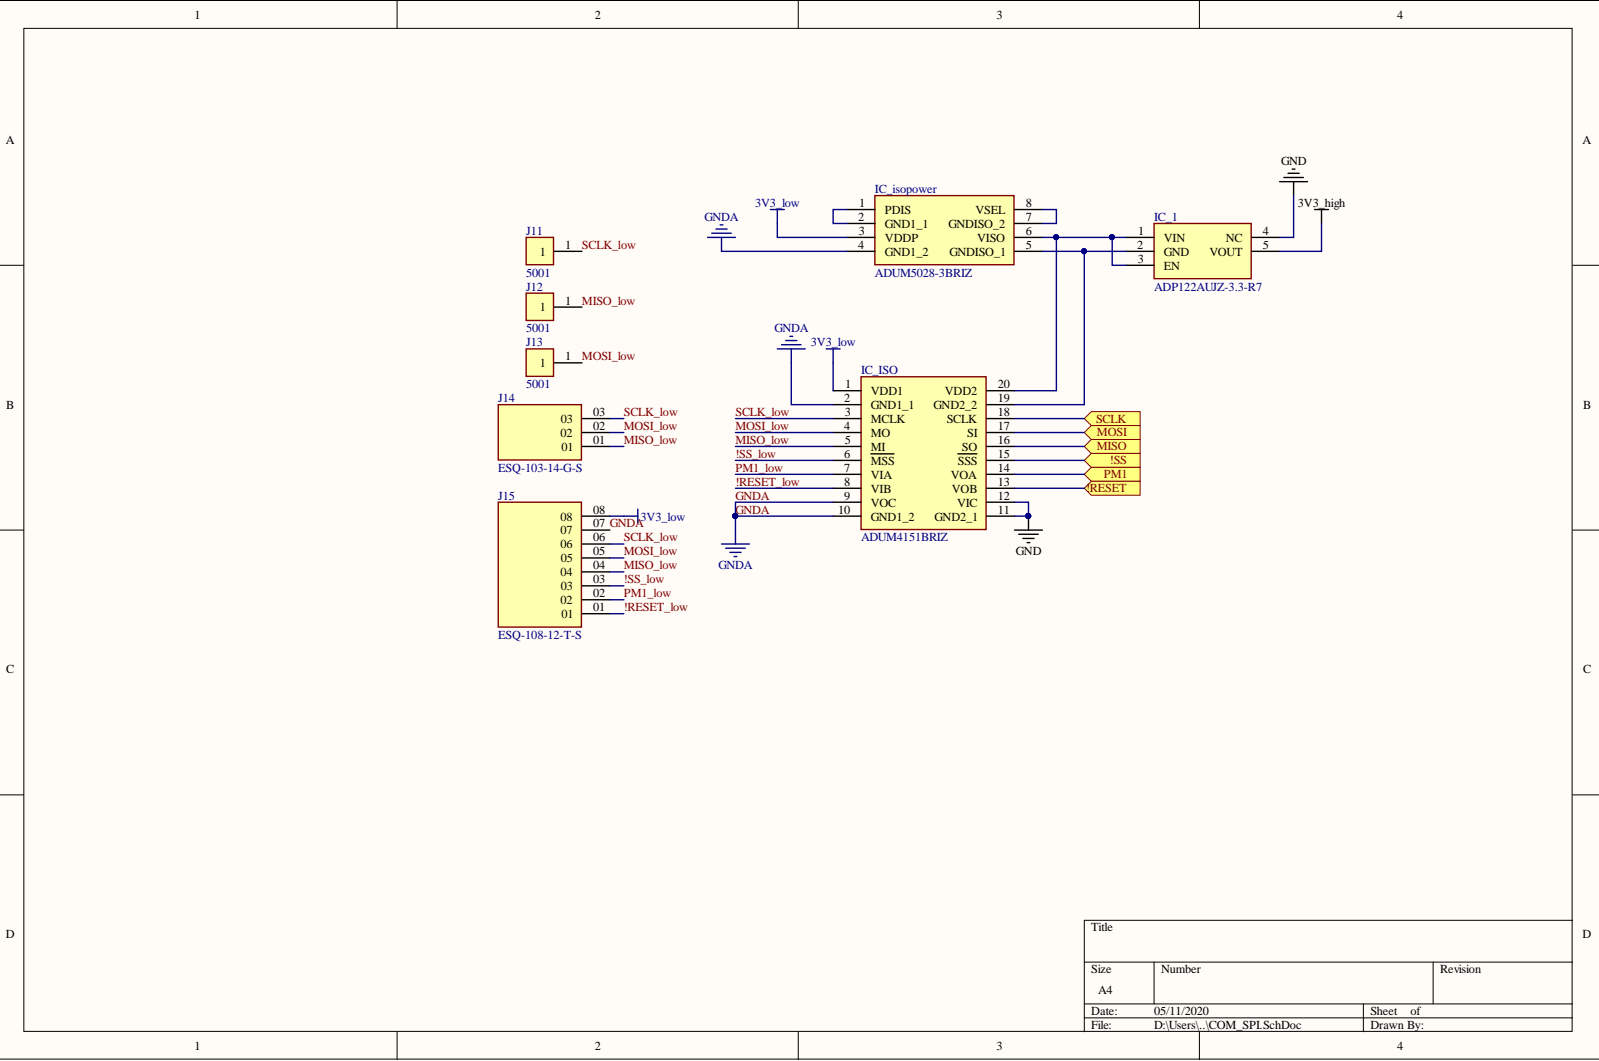 1 2 3 4
A A
B B
C C
D D
1 2 3 4
J11
1 1 SCLK_low
5001
J12
1 1 MISO_low
5001
J13
1 1 MOSI_low
5001
J14
03 03 SCLK_low
02 02 MOSI_low
01 01 MISO_low
ESQ-103-14-G-S
J15
08 08 3V3_low
07 07 GNDA
06 06 SCLK_low
05 05 MOSI_low
04 04 MISO_low
03 03 !SS_low
02 02 PM1_low
01 01 !RESET_low
ESQ-108-12-T-S
GNDA
3V3_low
IC_isopower
1 PDIS VSEL 8
2 GND1_1 GNDISO_2 7
3 VDDP VISO 6
4 GND1_2 GNDISO_1 5
ADUM5028-3BRIZ
GND
3V3_high
IC_1
1 VIN NC 4
2 GND VOUT 5
3 EN
ADP122AUJZ-3.3-R7
GNDA
3V3_low
IC_ISO
1 VDD1 VDD2 20
2 GND1_1 GND2_2 19
SCLK_low 3 MCLK SCLK 18 SCLK
MOSI_low 4 MO SI 17 MOSI
MISO_low 5 MI SO 16 MISO
!SS_low 6 MSS SSS 15 !SS
PM1_low 7 VIA VOA 14 PM1
!RESET_low 8 VIB VOB 13 !RESET
GNDA 9 VOC VIC 12
GNDA 10 GND1_2 GND2_1 11
ADUM4151BRIZ
GNDA
GND
Title
Size Number Revision
A4
Date: 05/11/2020 Sheet of
File: D:\Users\..\COM_SPI.SchDoc Drawn By: